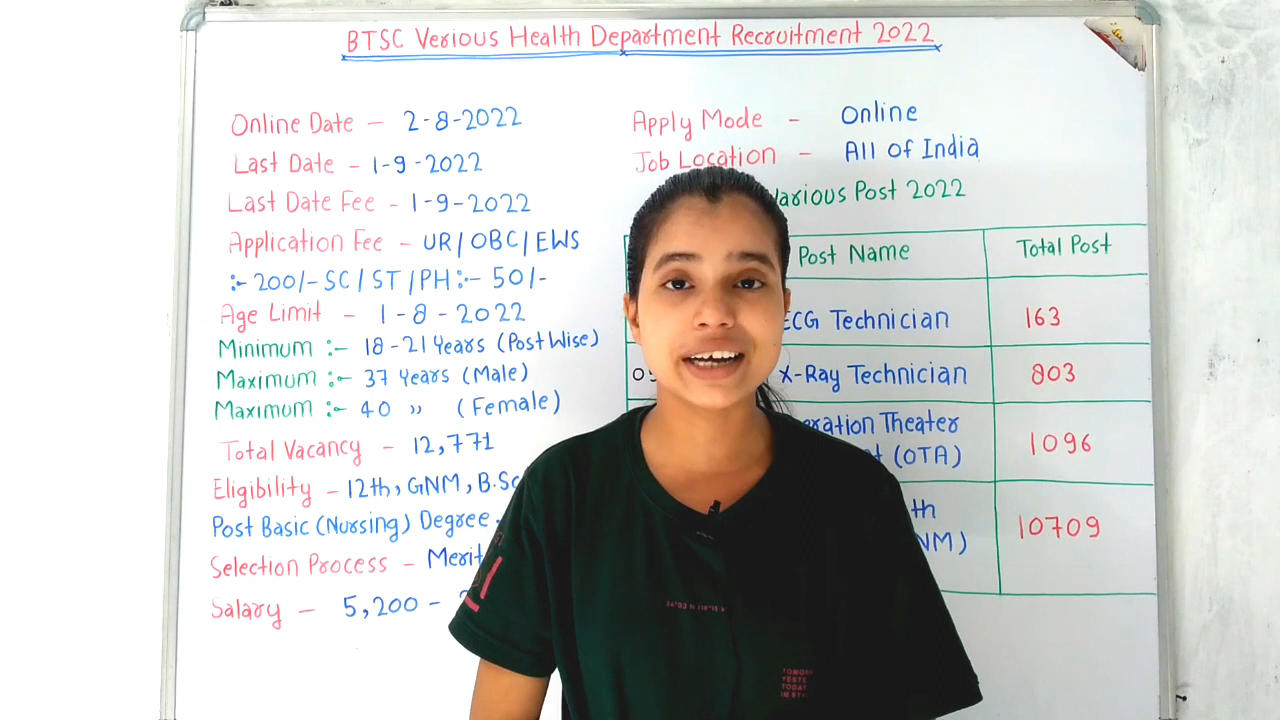 BTSC Verious Health Department Recruitment 2022
Online Date - 2-8-2022
Last Date - 1-9-2022
Last Date Fee - 1-9-2022
Application Fee - UR/OBC/EWS
:- 200/- SC/ST/PH :- 50/-
Age Limit - 1-8-2022
Minimum :- 18-21 Years (Post Wise)
Maximum :- 37 Years (Male)
Maximum :- 40 ,, (Female)
Total Vacancy - 12,771
Eligibility - 12th, GNM, B.Sc
Post Basic (Nursing) Degree.
Selection Process - Merit
Salary - 5,200 -
Apply Mode - Online
Job Location - All Of India
Various Post 2022
Post Name Total Post
ECG Technician 163
X-Ray Technician 803
eration Theater
(OTA) 1096
th
NM) 10709